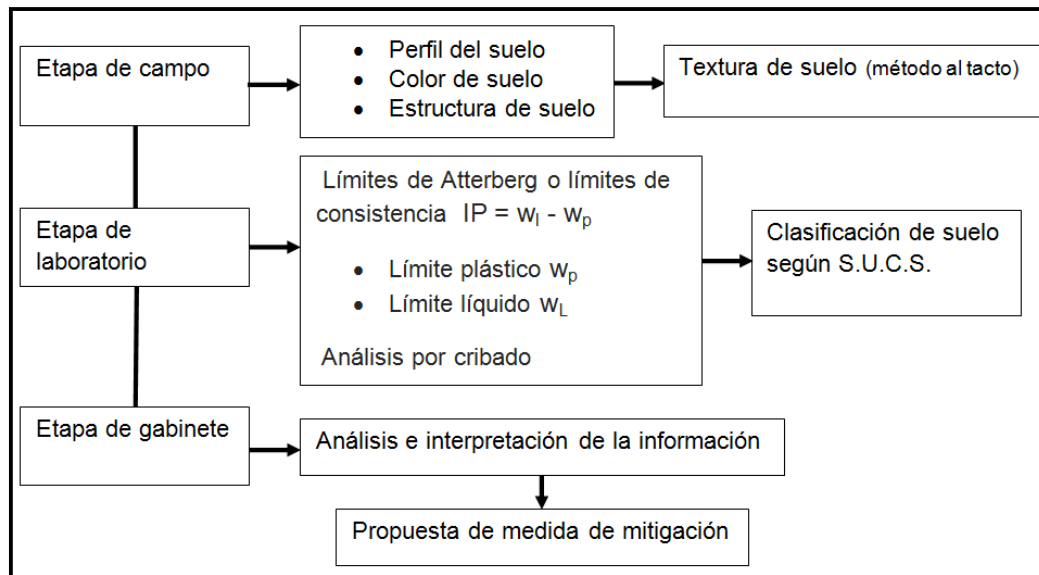 Etapa de campo
• Perfil del suelo
• Color de suelo
• Estructura de suelo
Textura de suelo (método al tacto)
Etapa de
laboratorio
Límites de Atterberg o límites de
consistencia IP = wl - wp
• Límite plástico wp
• Límite líquido wL
Análisis por cribado
Clasificación de suelo
según S.U.C.S.
Etapa de gabinete
Análisis e interpretación de la información
Propuesta de medida de mitigación